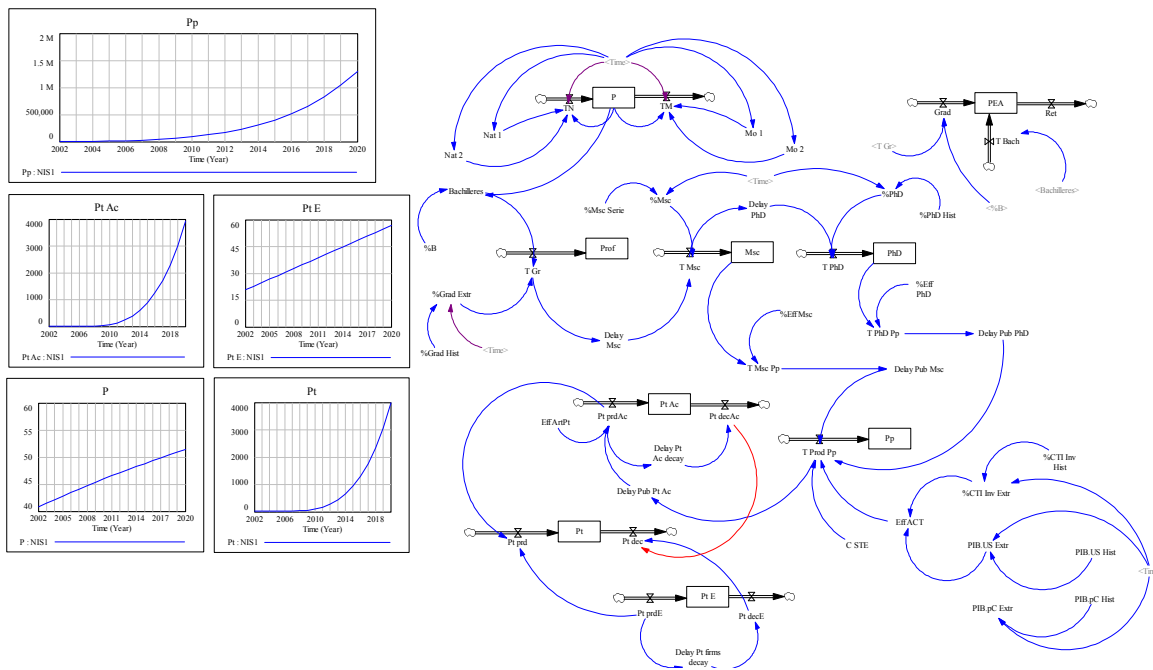 Pp
2 M
1.5 M
1 M
500,000
0
2002 2004 2006 2008 2010 2012 2014 2016 2018 2020
Time (Year)
Pp : NIS1
Pt Ac
4000
3000
2000
1000
0
2002 2006 2010 2014 2018
Time (Year)
Pt Ac : NIS1
Pt E
60
45
30
15
0
2002 2005 2008 2011 2014 2017 2020
Time (Year)
Pt E : NIS1
P
60
55
50
45
40
2002 2005 2008 2011 2014 2017 2020
Time (Year)
P : NIS1
Pt
4000
3000
2000
1000
0
2002 2006 2010 2014 2018
Time (Year)
Pt : NIS1
<Time>
P
TN
TM
Nat 1
Nat 2
Mo 1
Mo 2
PEA
Grad
Ret
T Bach
<T Gr>
<Bachilleres>
<%B>
Bachilleres
%B
%Msc Serie
%Msc
<Time>
Delay
PhD
%PhD
%PhD Hist
Prof
T Gr
Msc
T Msc
PhD
T PhD
%Grad Extr
%Grad Hist
<Time>
Delay
Msc
%Eff
PhD
%Eff Msc
T PhD Pp
Delay Pub PhD
T Msc Pp
Delay Pub Msc
Pt Ac
Pt prdAc
Pt decAc
Eff ArtPt
Delay Pt
Ac decay
Delay Pub Pt Ac
Pp
T Prod Pp
%CTI Inv
Hist
%CTI Inv Extr
Eff ACT
C STE
Pt
Pt prd
Pt dec
PIB.US Extr
PIB.US Hist
PIB.pC Extr
PIB.pC Hist
Pt E
Pt prdE
Pt decE
Delay Pt firms
decay